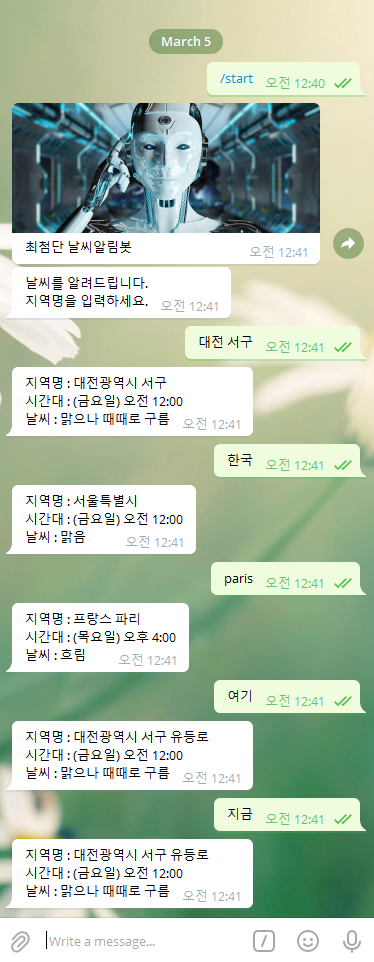 March 5
/start 오전 12:40
최첨단 날씨알림봇 오전 12:41
날씨를 알려드립니다.
지역명을 입력하세요. 오전 12:41
대전 서구 오전 12:41
지역명 : 대전광역시 서구
시간대 : (금요일) 오전 12:00
날씨 : 맑으나 때때로 구름 오전 12:41
한국 오전 12:41
지역명 : 서울특별시
시간대 : (금요일) 오전 12:00
날씨 : 맑음 오전 12:41
paris 오전 12:41
지역명 : 프랑스 파리
시간대 : (목요일) 오후 4:00
날씨 : 흐림 오전 12:41
여기 오전 12:41
지역명 : 대전광역시 서구 유등로
시간대 : (금요일) 오전 12:00
날씨 : 맑으나 때때로 구름 오전 12:41
지금 오전 12:41
지역명 : 대전광역시 서구 유등로
시간대 : (금요일) 오전 12:00
날씨 : 맑으나 때때로 구름 오전 12:41
Write a message...